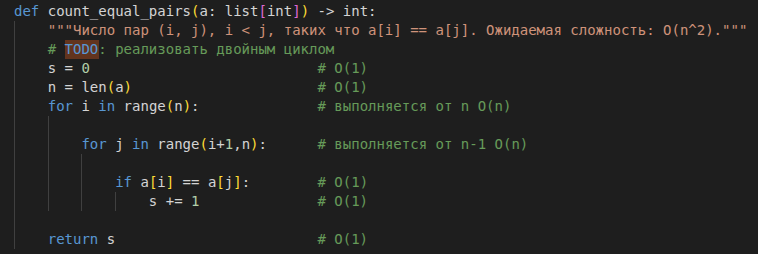 def count_equal_pairs(a: list[int]) -> int:
    """Число пар (i, j), i < j, таких что a[i] == a[j]. Ожидаемая сложность: O(n^2)."""
    # TODO: реализовать двойным циклом
    s = 0                           # O(1)
    n = len(a)                      # O(1)
    for i in range(n):              # выполняется от n O(n)
        for j in range(i+1,n):      # выполняется от n-1 O(n)
            if a[i] == a[j]:        # O(1)
                s += 1              # O(1)
    return s                        # O(1)